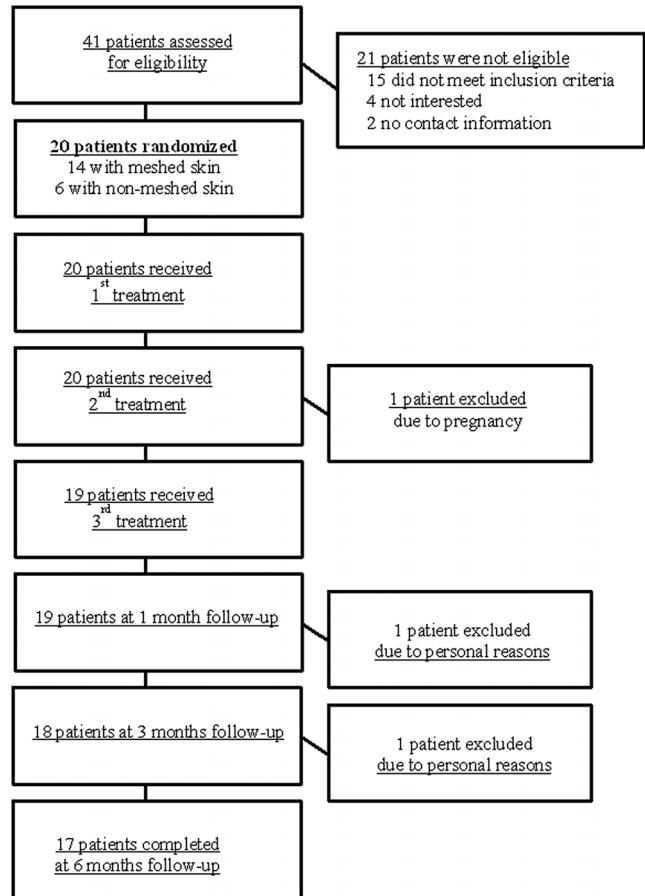 41 patients assessed
for eligibility
21 patients were not eligible
15 did not meet inclusion criteria
4 not interested
2 no contact information
20 patients randomized
14 with meshed skin
6 with non-meshed skin
20 patients received
1st treatment
20 patients received
2nd treatment
1 patient excluded
due to pregnancy
19 patients received
3rd treatment
19 patients at 1 month follow-up
1 patient excluded
due to personal reasons
18 patients at 3 months follow-up
1 patient excluded
due to personal reasons
17 patients completed
at 6 months follow-up